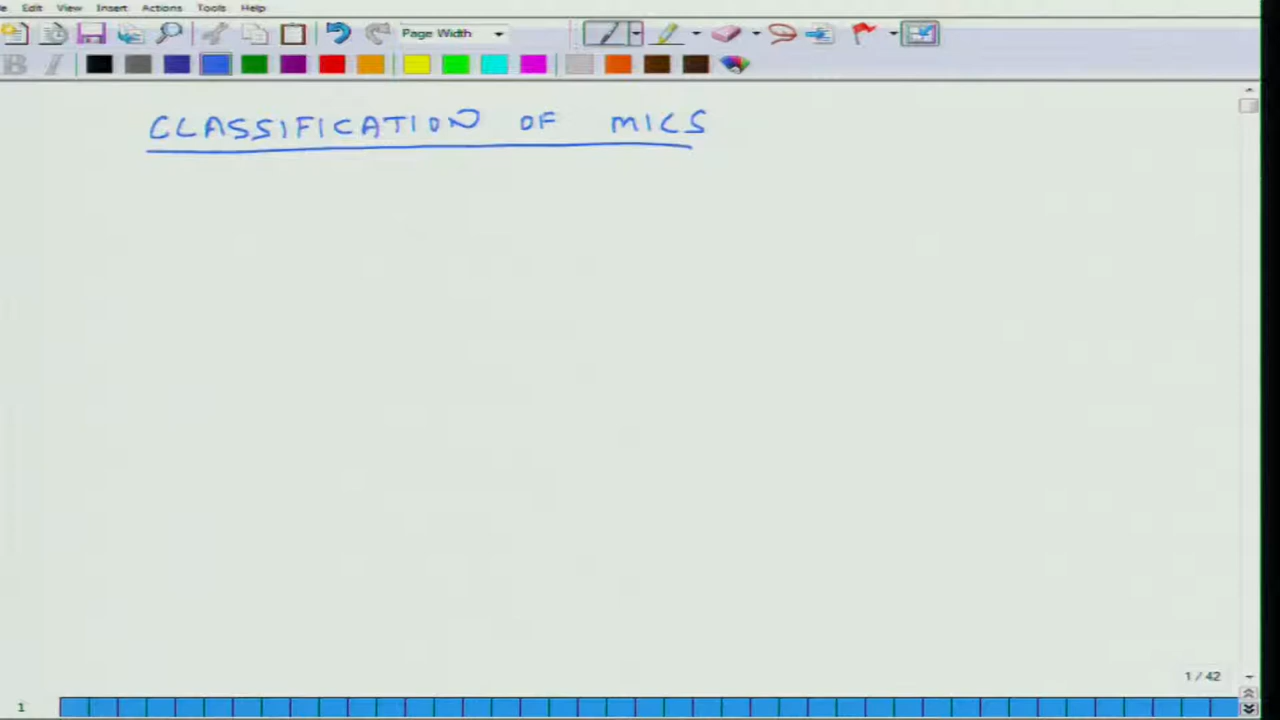 Edit View Insert Actions Tools Help
Page Width
B I
CLASSIFICATION OF MICS
1 / 42
1